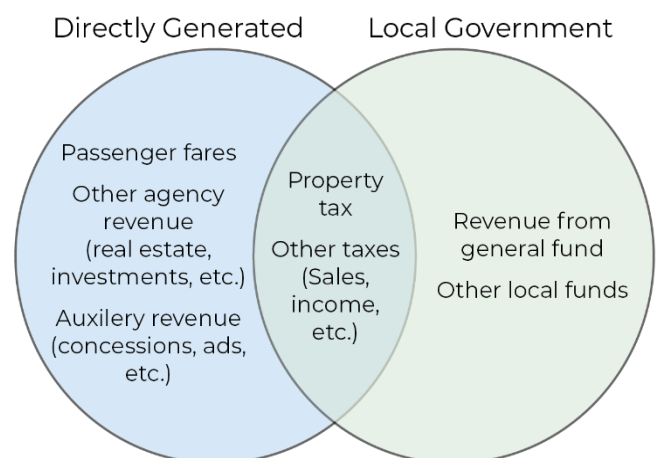 Directly Generated
Local Government
Passenger fares
Other agency
revenue
(real estate,
investments, etc.)
Auxilery revenue
(concessions, ads,
etc.)
Property
tax
Other taxes
(Sales,
income,
etc.)
Revenue from
general fund
Other local funds